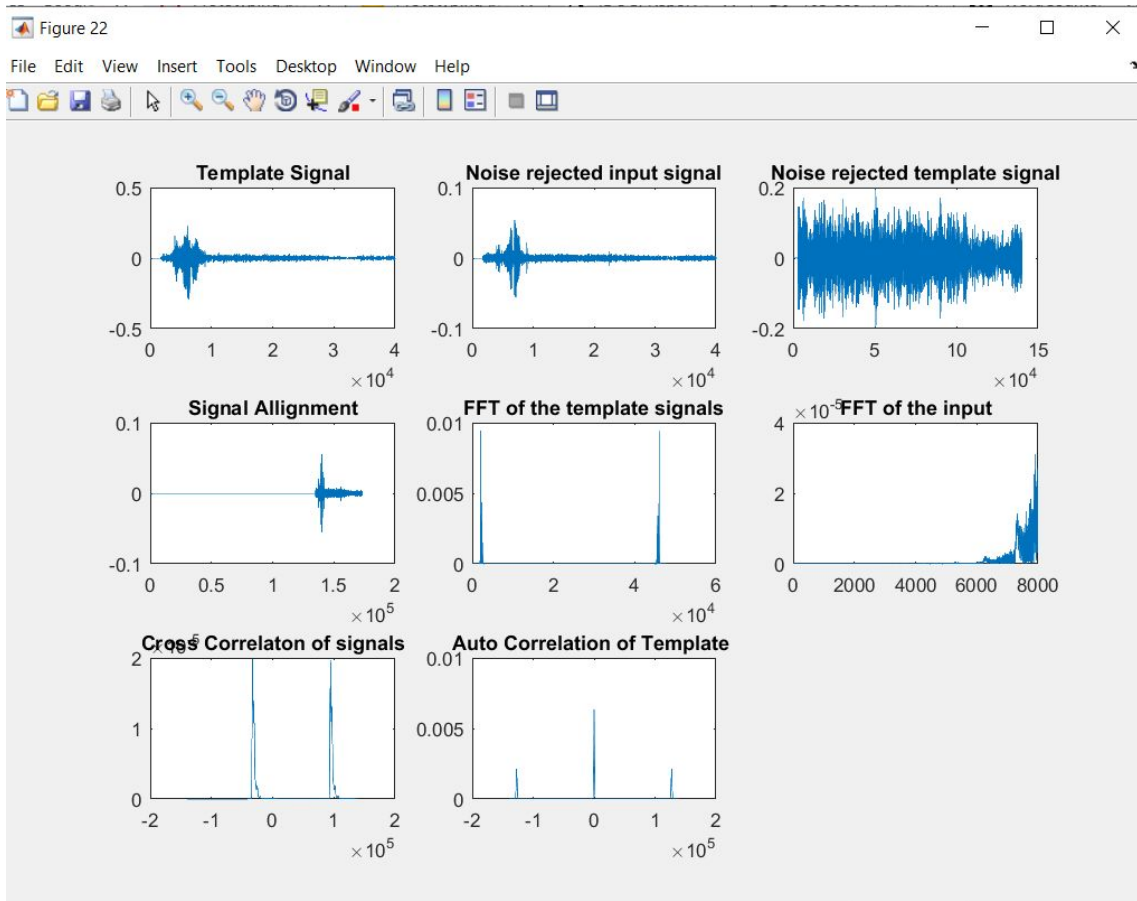 Figure 22
File Edit View Insert Tools Desktop Window Help
Template Signal
0.5
0
-0.5
0 1 2 3 4
×10^4
Noise rejected input signal
0.1
0
-0.1
0 1 2 3 4
×10^4
Noise rejected template signal
0.2
0
-0.2
0 5 10 15
×10^4
Signal Allignment
0.1
0
-0.1
0 0.5 1 1.5 2
×10^5
FFT of the template signals
0.01
0.005
0
0 2 4 6
×10^4
×10^-5
FFT of the input
4
2
0
0 2000 4000 6000 8000
Cross Correlaton of signals
2
1
0
-2 -1 0 1 2
×10^5
Auto Correlation of Template
0.01
0.005
0
-2 -1 0 1 2
×10^5